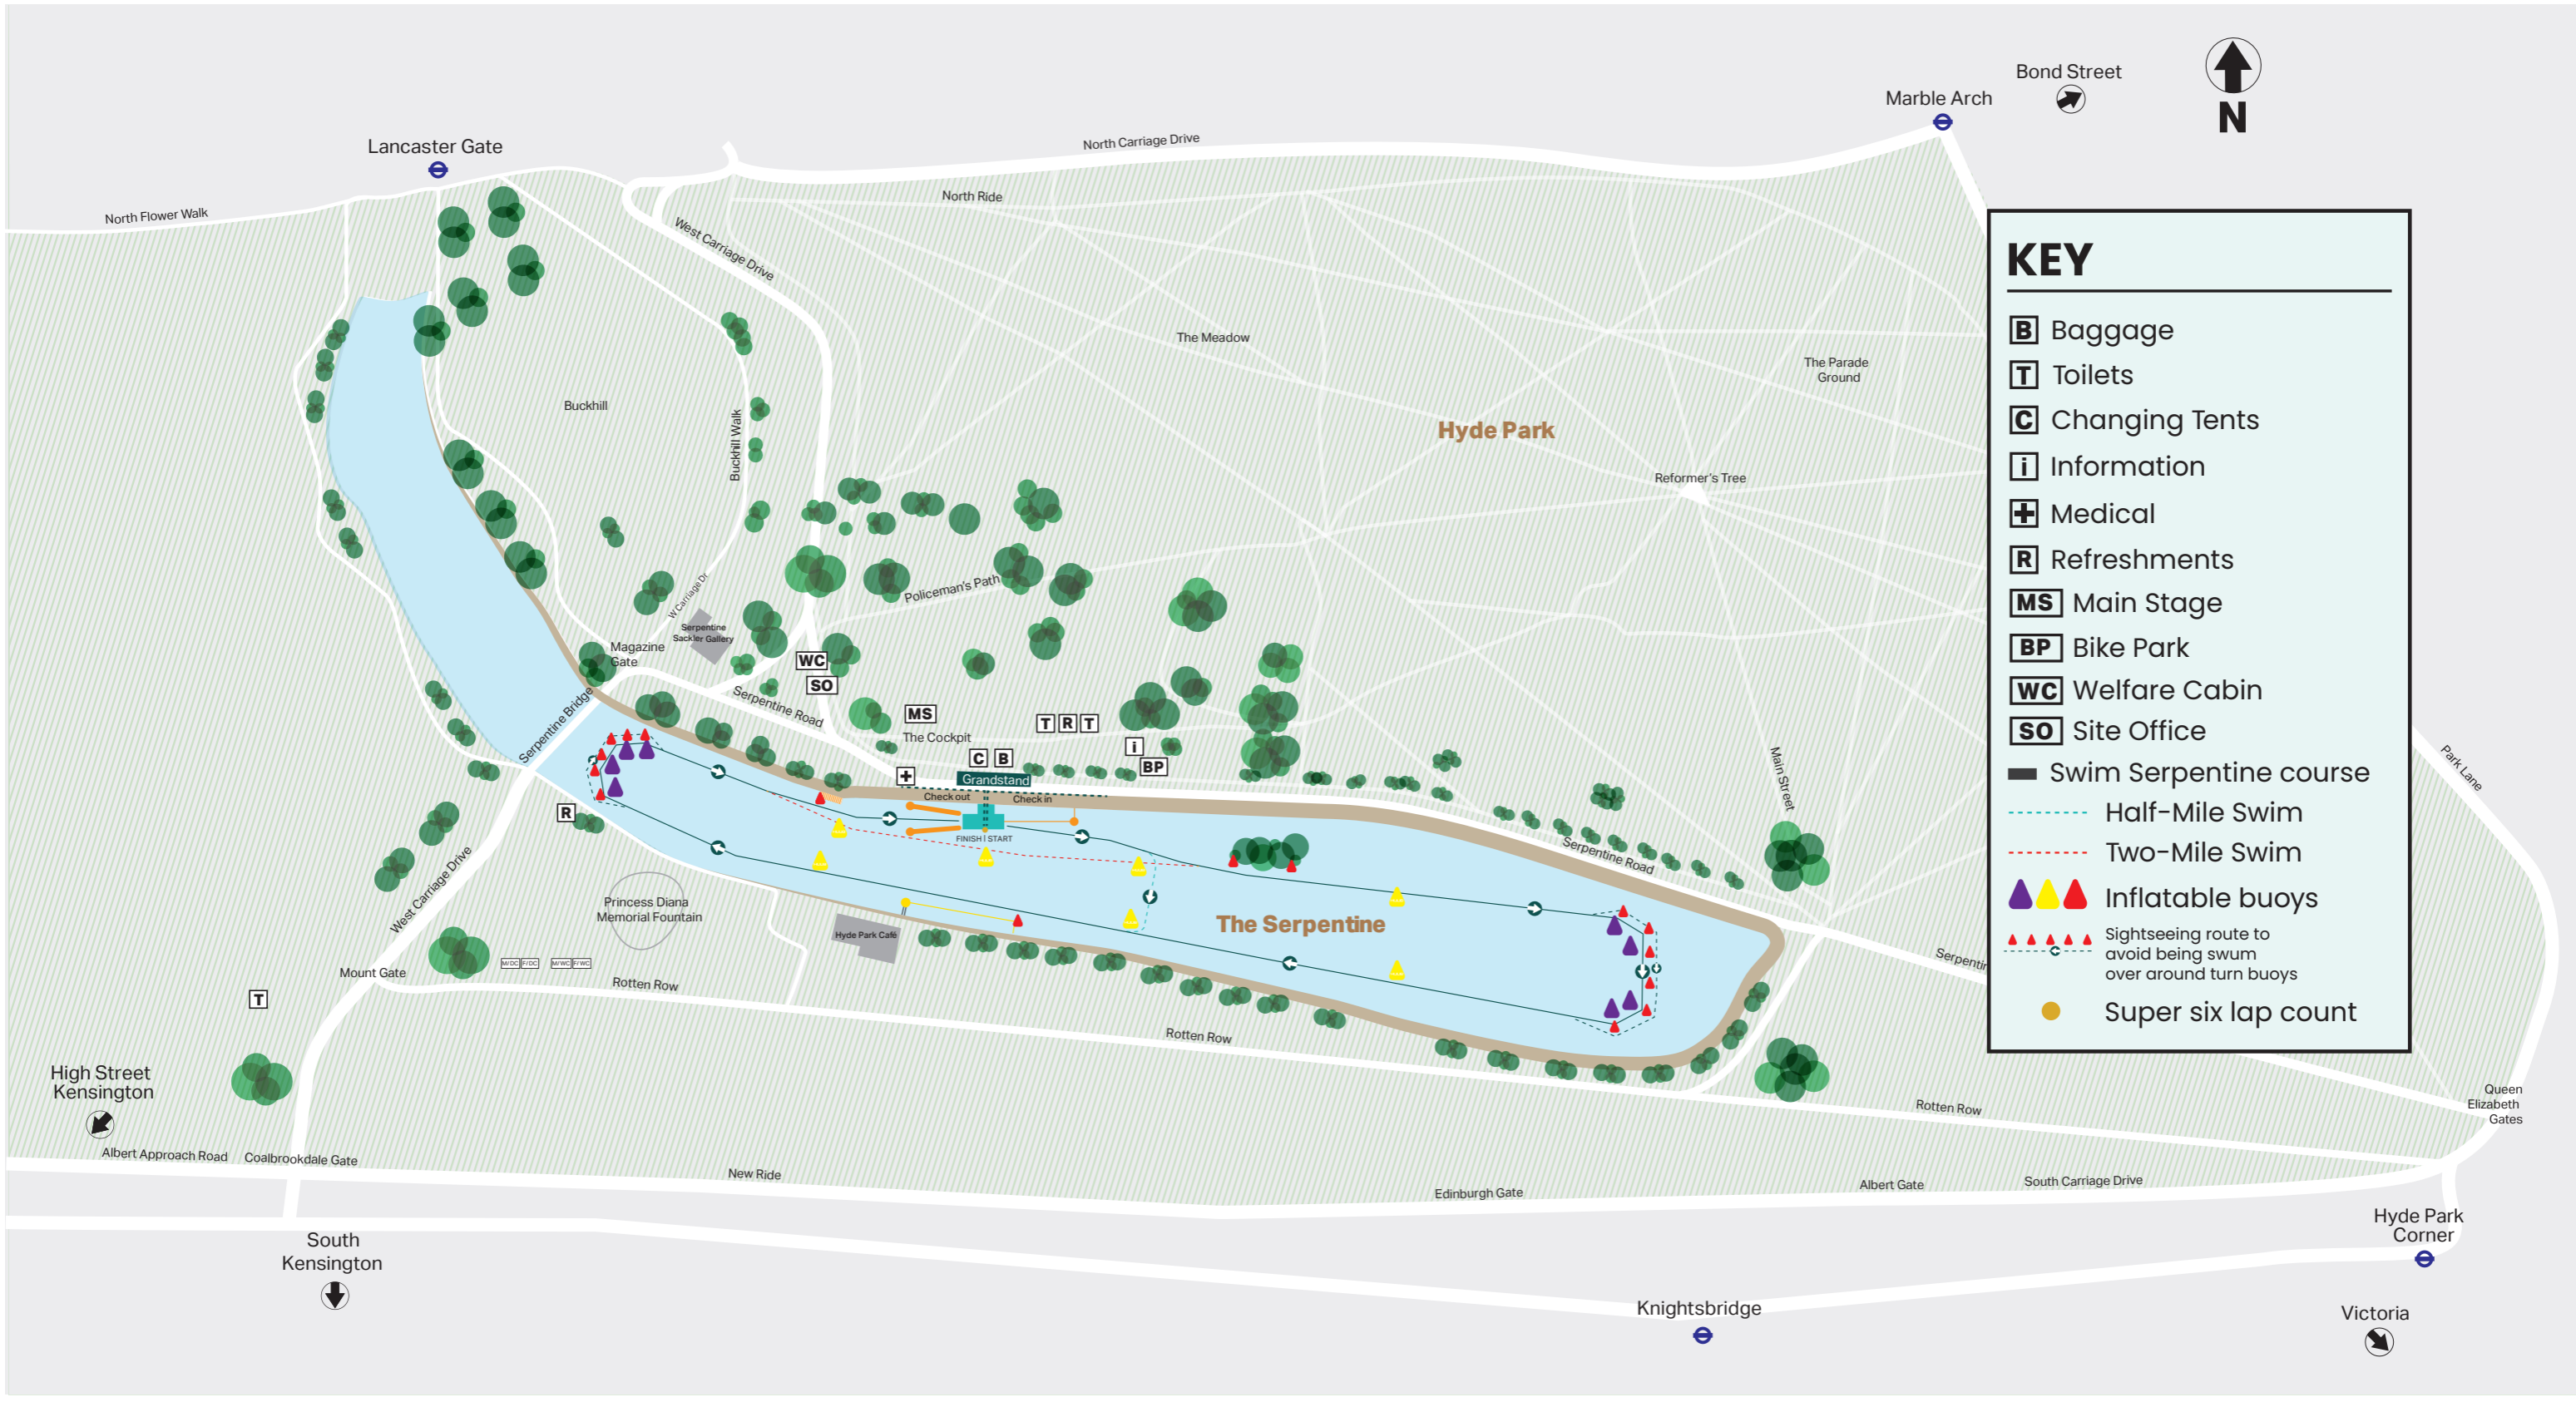 Bond Street
Marble Arch
N
Lancaster Gate
North Carriage Drive
North Ride
North Flower Walk
West Carriage Drive
The Meadow
The Parade
Ground
Buckhill
Buckhill Walk
Hyde Park
Reformer's Tree
Policeman's Path
W Carriage Dr
Serpentine
Sackler Gallery
Magazine
Gate
WC
SO
Serpentine Road
MS
The Cockpit
T R T
i
C B
BP
Grandstand
Check out
Check in
FINISH | START
Serpentine Bridge
R
Main Street
Serpentine Road
West Carriage Drive
Princess Diana
Memorial Fountain
The Serpentine
Hyde Park Café
M/DC F/DC M/WC F/WC
Mount Gate
Rotten Row
T
Rotten Row
Serpentin
Park Lane
Rotten Row
Queen
Elizabeth
Gates
High Street
Kensington
Albert Approach Road
Coalbrookdale Gate
New Ride
Edinburgh Gate
Albert Gate
South Carriage Drive
South
Kensington
Knightsbridge
Hyde Park
Corner
Victoria
KEY
B Baggage
T Toilets
C Changing Tents
i Information
Medical
R Refreshments
MS Main Stage
BP Bike Park
WC Welfare Cabin
SO Site Office
Swim Serpentine course
Half-Mile Swim
Two-Mile Swim
Inflatable buoys
Sightseeing route to
avoid being swum
over around turn buoys
Super six lap count